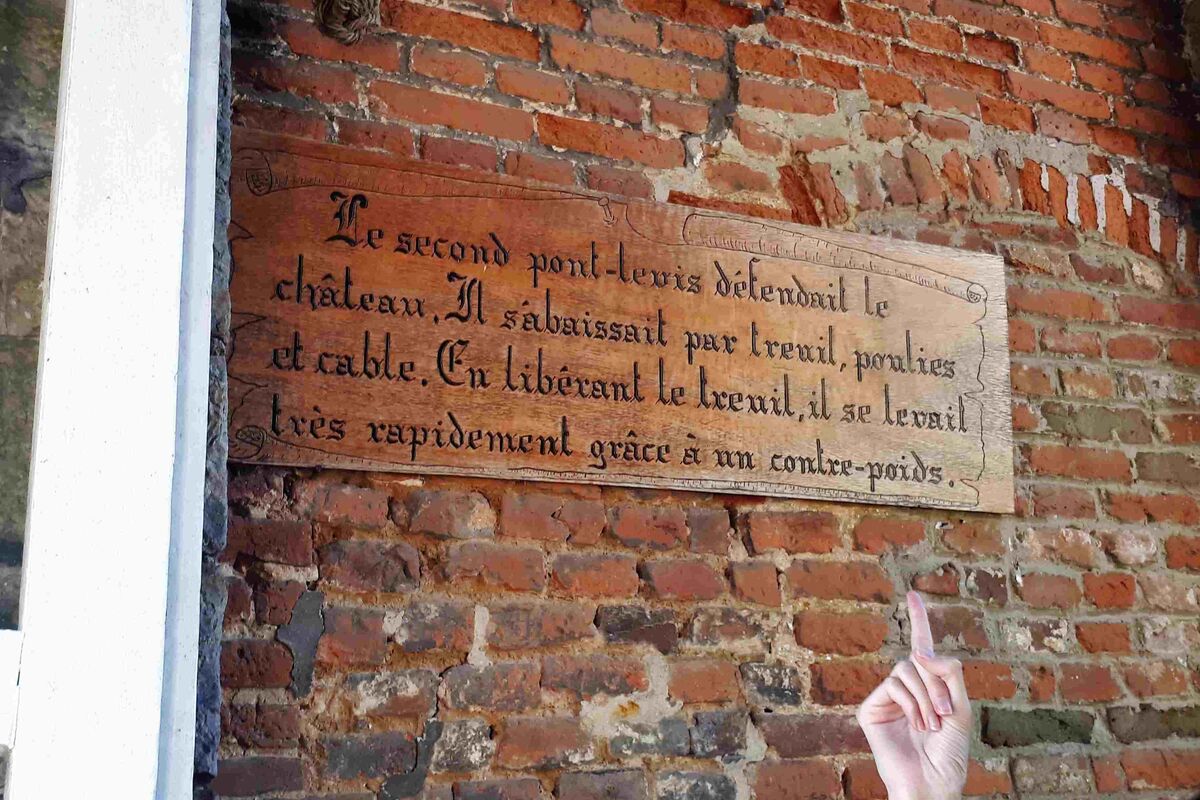 Le second pont-levis défendait le
château. Il s'abaissait par treuil, poulies
et câble. En libérant le treuil, il se levait
très rapidement grâce à un contre-poids.